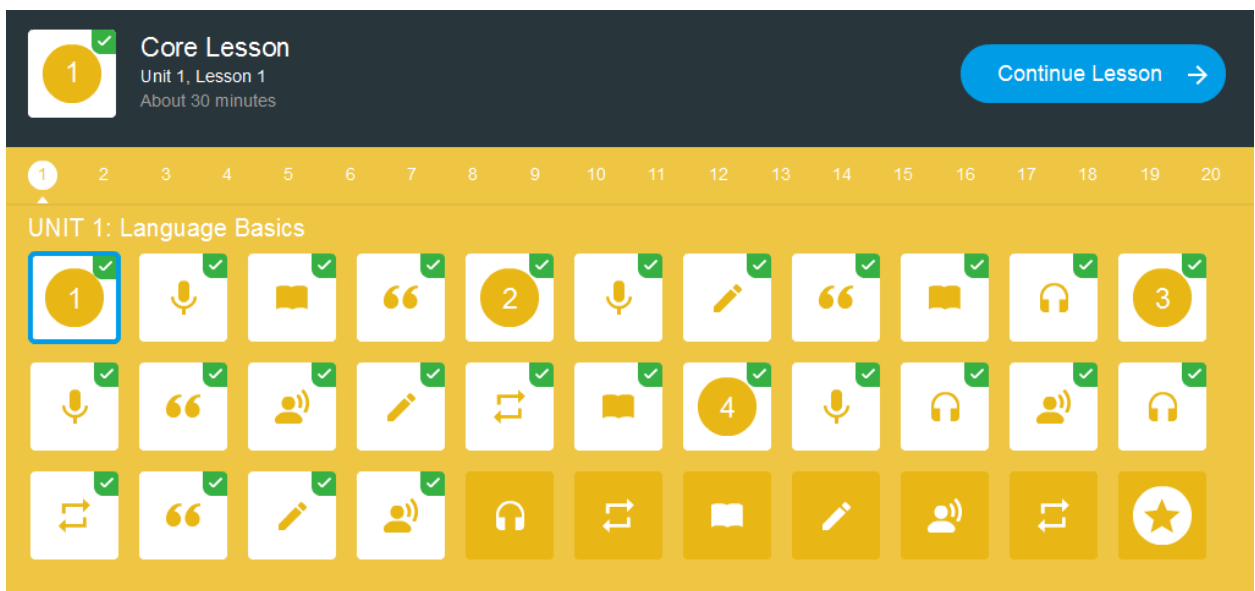 1
Core Lesson
Unit 1, Lesson 1
About 30 minutes
Continue Lesson
1 2 3 4 5 6 7 8 9 10 11 12 13 14 15 16 17 18 19 20
UNIT 1: Language Basics
1 2 3
4